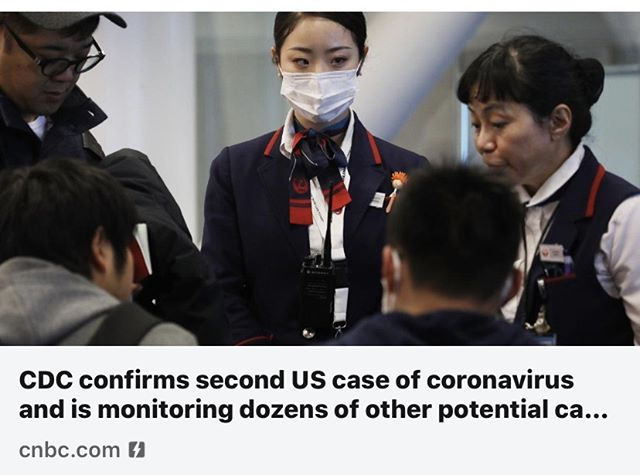 CDC confirms second US case of coronavirus
and is monitoring dozens of other potential ca...
cnbc.com